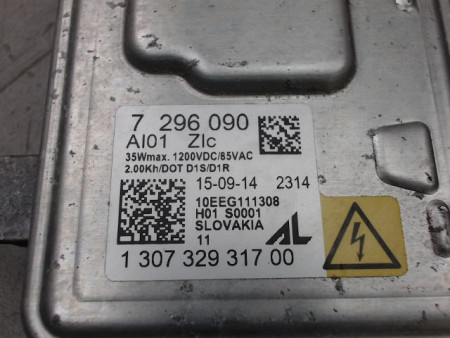 7 296 090
AI01 ZIc
35Wmax. 1200VDC/85VAC
2.00Kh/DOT D1S/D1R
15-09-14 2314
10EEG111308
H01 S0001
SLOVAKIA
11 AL
1 307 329 317 00